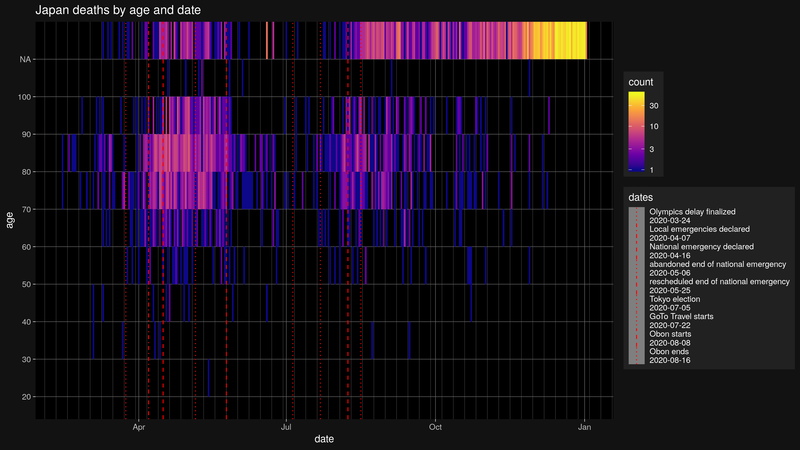 Japan deaths by age and date
age
NA
100
90
80
70
60
50
40
30
20
Apr
Jul
Oct
Jan
date
count
30
10
3
1
dates
Olympics delay finalized
2020-03-24
Local emergencies declared
2020-04-07
National emergency declared
2020-04-16
abandoned end of national emergency
2020-05-06
rescheduled end of national emergency
2020-05-25
Tokyo election
2020-07-05
GoTo Travel starts
2020-07-22
Obon starts
2020-08-08
Obon ends
2020-08-16